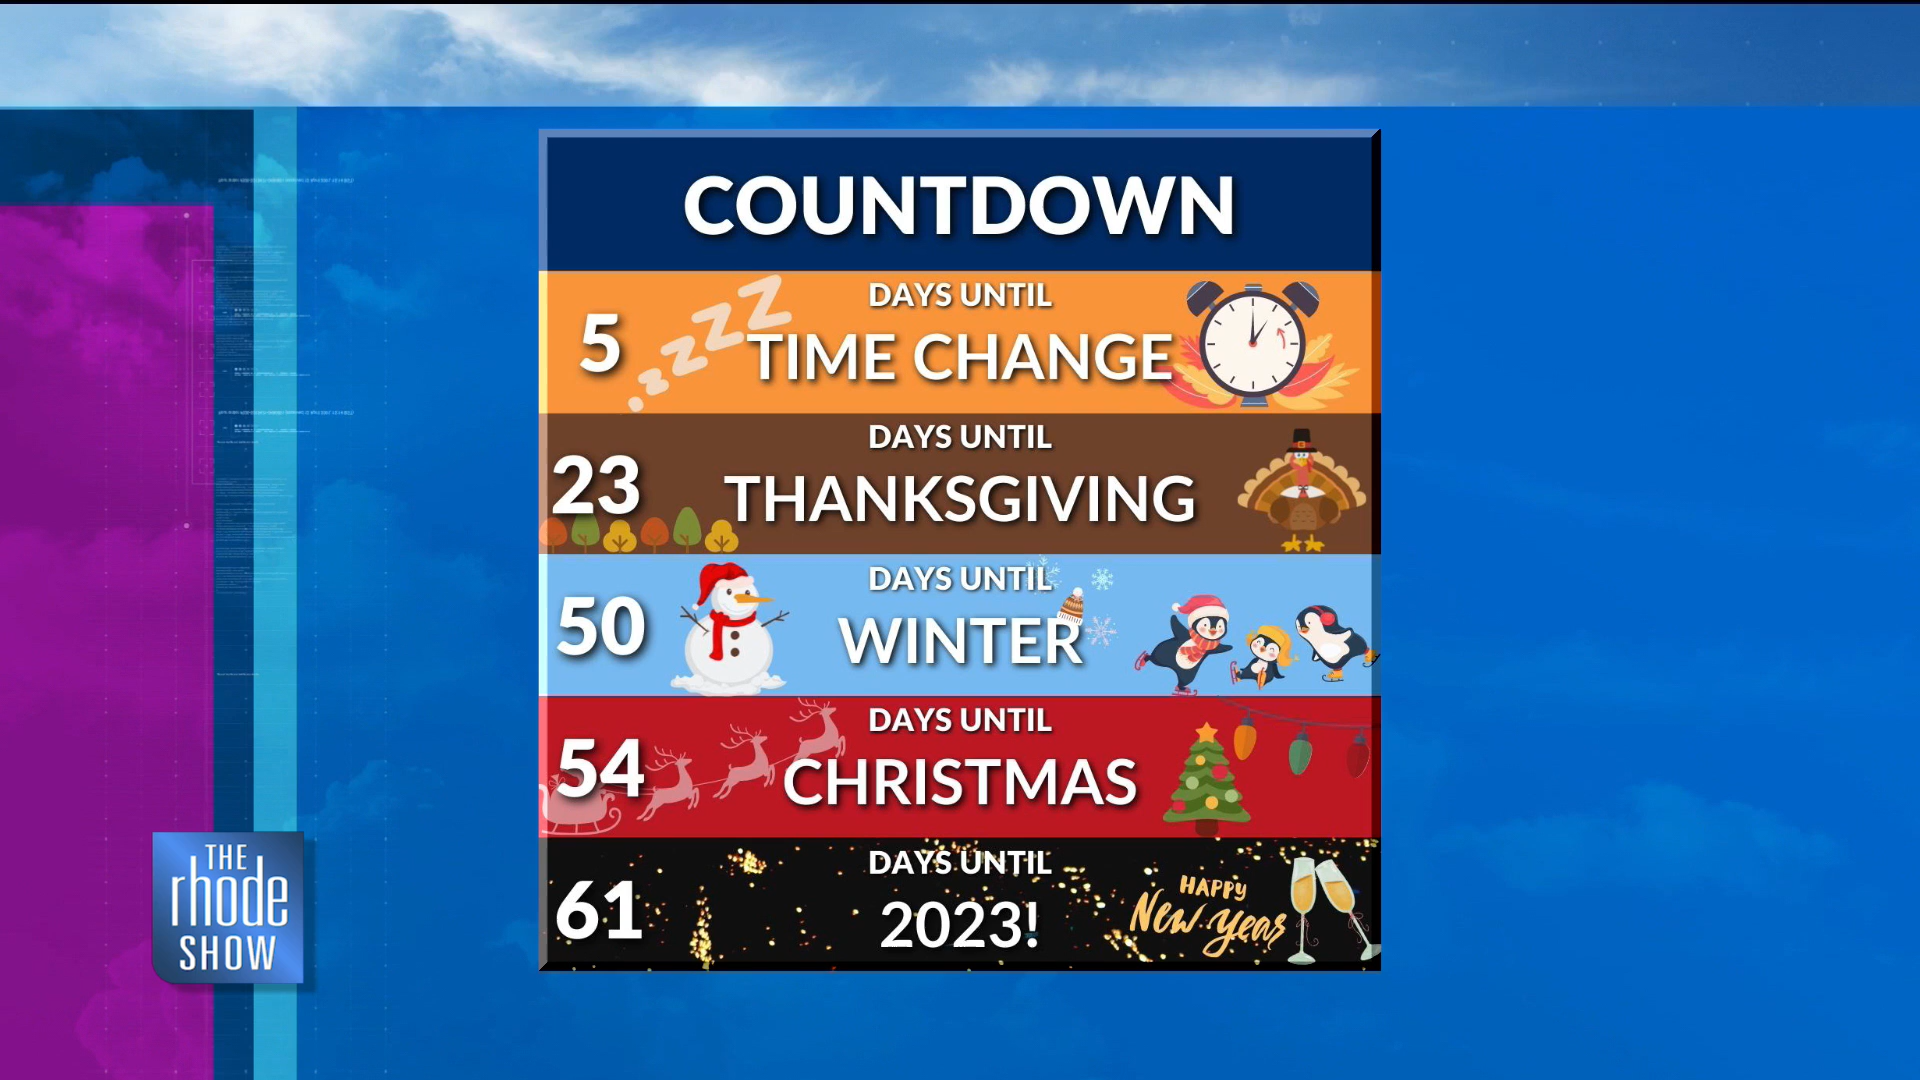 COUNTDOWN
5
DAYS UNTIL
TIME CHANGE
23
DAYS UNTIL
THANKSGIVING
50
DAYS UNTIL
WINTER
54
DAYS UNTIL
CHRISTMAS
61
DAYS UNTIL
2023!
HAPPY
New Year
THE
rhode
SHOW